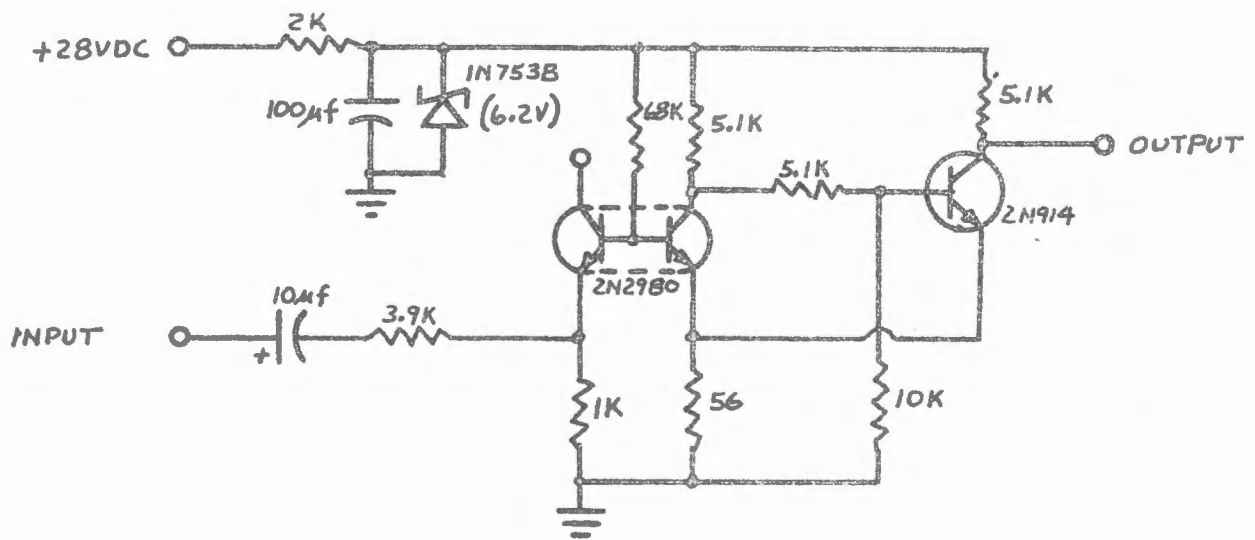 2K
+28VDC
1N753B
(6.2V)
100µf
68K
5.1K
5.1K
OUTPUT
5.1K
2N914
2N2980
10µf
3.9K
INPUT
+
1K
56
10K